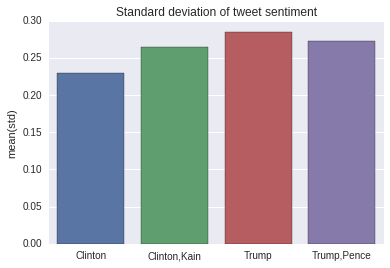 Standard deviation of tweet sentiment
0.30
0.25
0.20
0.15
0.10
0.05
0.00
mean(std)
Clinton
Clinton,Kain
Trump
Trump,Pence